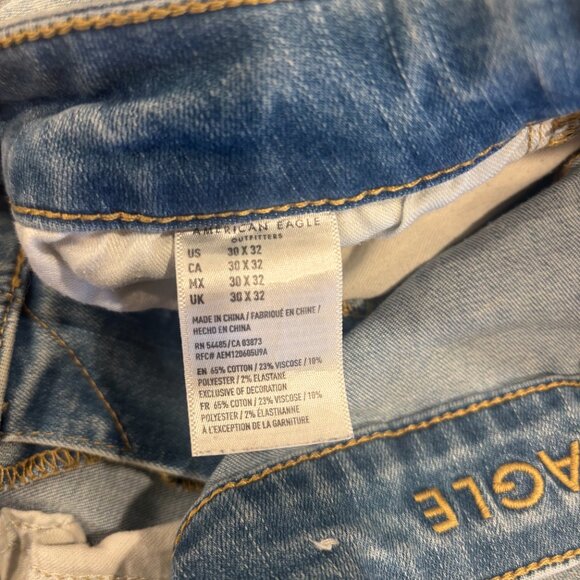 AMERICAN EAGLE
OUTFITTERS
US 30 X 32
CA 30 X 32
MX 30 X 32
UK 30 X 32
MADE IN CHINA / FABRIQUÉ EN CHINE /
HECHO EN CHINA
RN 54485/CA 03873
RFC# AEM120605U9A
EN 65% COTTON / 23% VISCOSE / 10%
POLYESTER / 2% ELASTANE
EXCLUSIVE OF DECORATION
FR 65% COTON / 23% VISCOSE / 10%
POLYESTER / 2% ÉLASTHANNE
À L'EXCEPTION DE LA GARNITURE
AGLE